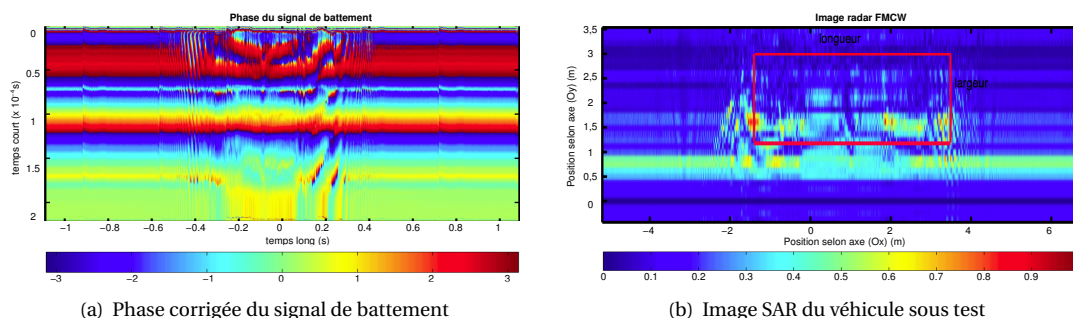 Phase du signal de battement
temps court (x 10⁻⁴ s)
0
0.5
1
1.5
2
−1 −0.8 −0.6 −0.4 −0.2 0 0.2 0.4 0.6 0.8 1
temps long (s)
−3 −2 −1 0 1 2 3
(a) Phase corrigée du signal de battement
Image radar FMCW
longueur
largeur
Position selon axe (Oy) (m)
3,5
3
2,5
2
1.5
1
0,5
0
-4 -2 0 2 4
Position selon axe (Ox) (m)
0 0.1 0.2 0.3 0.4 0.5 0.6 0.7 0.8 0.9
(b) Image SAR du véhicule sous test